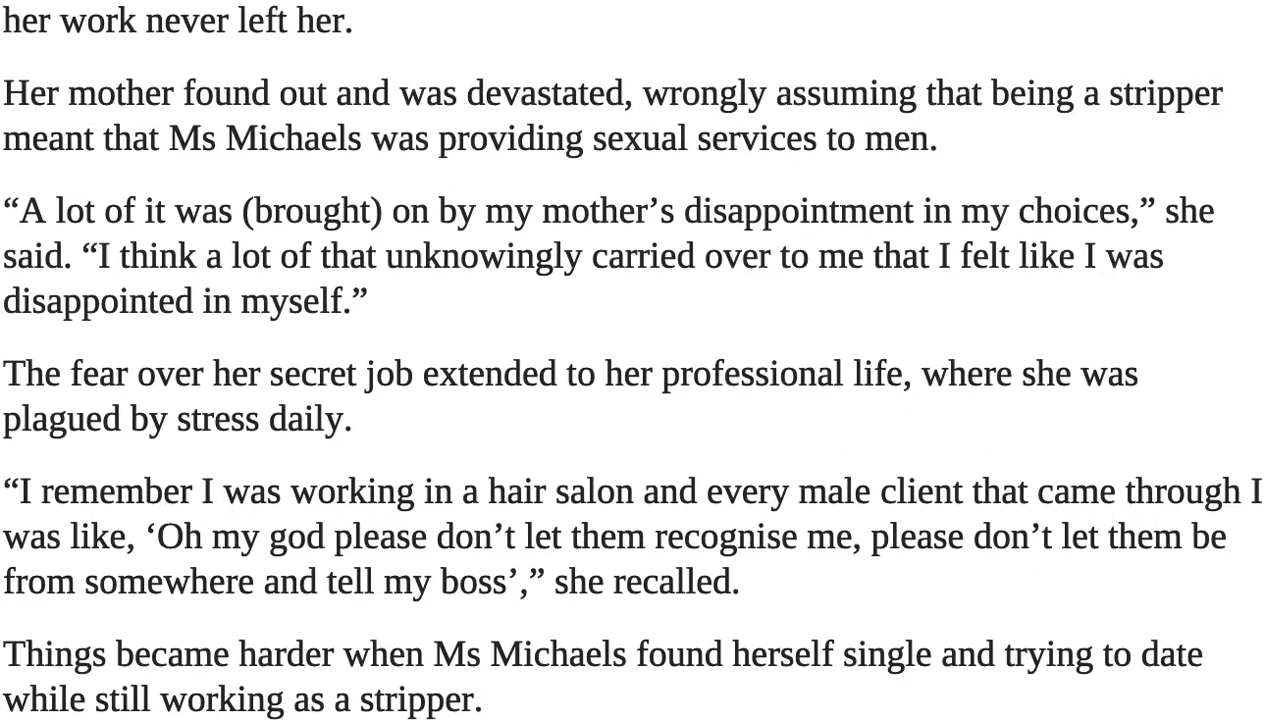 her work never left her.
Her mother found out and was devastated, wrongly assuming that being a stripper
meant that Ms Michaels was providing sexual services to men.
“A lot of it was (brought) on by my mother’s disappointment in my choices,” she
said. “I think a lot of that unknowingly carried over to me that I felt like I was
disappointed in myself.”
The fear over her secret job extended to her professional life, where she was
plagued by stress daily.
“I remember I was working in a hair salon and every male client that came through I
was like, ‘Oh my god please don’t let them recognise me, please don’t let them be
from somewhere and tell my boss’,” she recalled.
Things became harder when Ms Michaels found herself single and trying to date
while still working as a stripper.